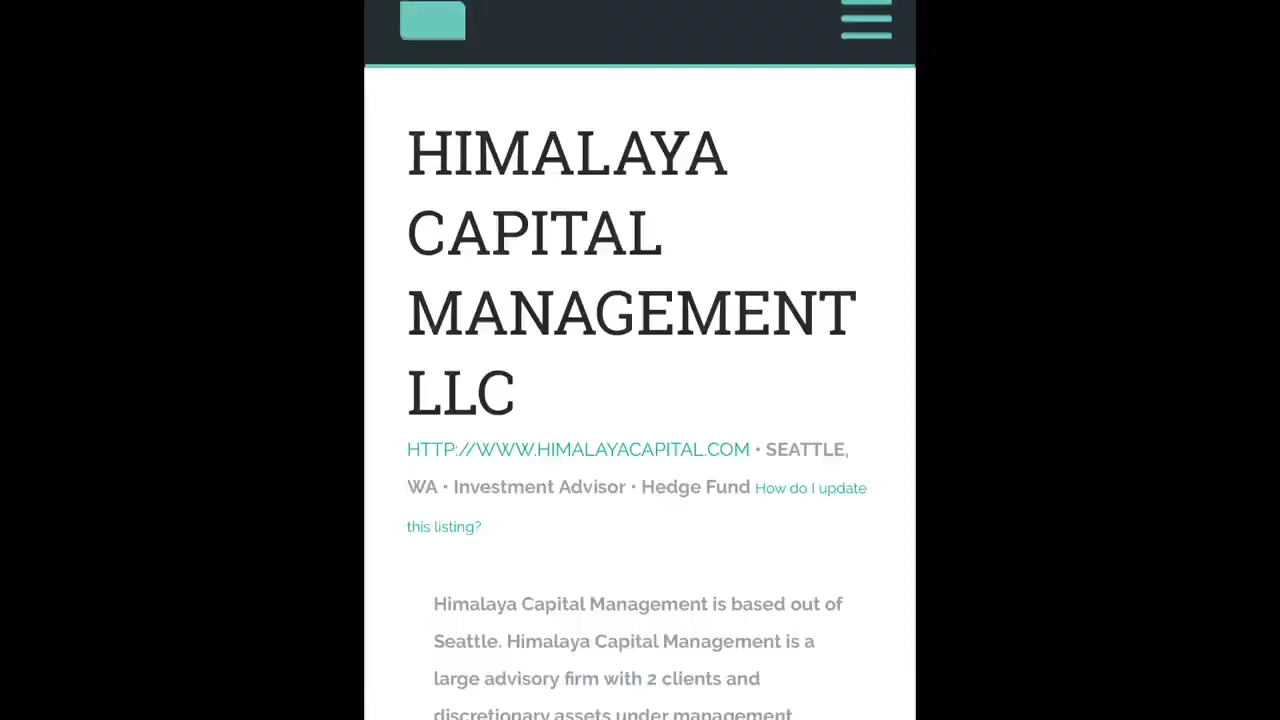 HIMALAYA
CAPITAL
MANAGEMENT
LLC
HTTP://WWW.HIMALAYACAPITAL.COM • SEATTLE,
WA • Investment Advisor • Hedge Fund How do I update
this listing?
Himalaya Capital Management is based out of
Seattle. Himalaya Capital Management is a
large advisory firm with 2 clients and
discretionary assets under management